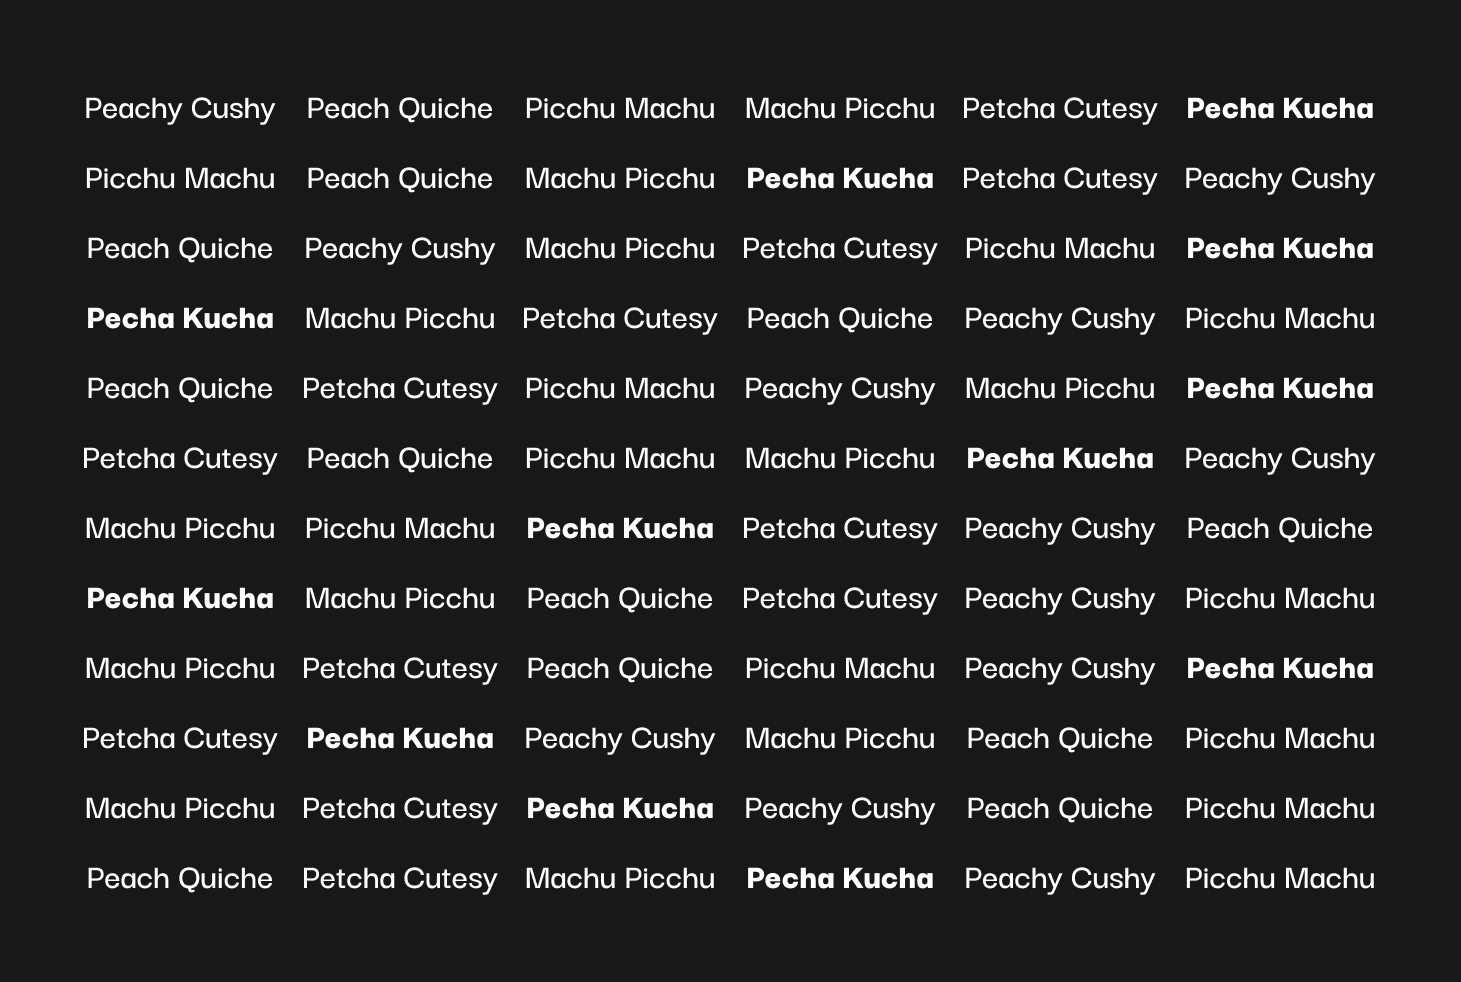 Peachy Cushy Peach Quiche Picchu Machu Machu Picchu Petcha Cutesy Pecha Kucha
Picchu Machu Peach Quiche Machu Picchu Pecha Kucha Petcha Cutesy Peachy Cushy
Peach Quiche Peachy Cushy Machu Picchu Petcha Cutesy Picchu Machu Pecha Kucha
Pecha Kucha Machu Picchu Petcha Cutesy Peach Quiche Peachy Cushy Picchu Machu
Peach Quiche Petcha Cutesy Picchu Machu Peachy Cushy Machu Picchu Pecha Kucha
Petcha Cutesy Peach Quiche Picchu Machu Machu Picchu Pecha Kucha Peachy Cushy
Machu Picchu Picchu Machu Pecha Kucha Petcha Cutesy Peachy Cushy Peach Quiche
Pecha Kucha Machu Picchu Peach Quiche Petcha Cutesy Peachy Cushy Picchu Machu
Machu Picchu Petcha Cutesy Peach Quiche Picchu Machu Peachy Cushy Pecha Kucha
Petcha Cutesy Pecha Kucha Peachy Cushy Machu Picchu Peach Quiche Picchu Machu
Machu Picchu Petcha Cutesy Pecha Kucha Peachy Cushy Peach Quiche Picchu Machu
Peach Quiche Petcha Cutesy Machu Picchu Pecha Kucha Peachy Cushy Picchu Machu